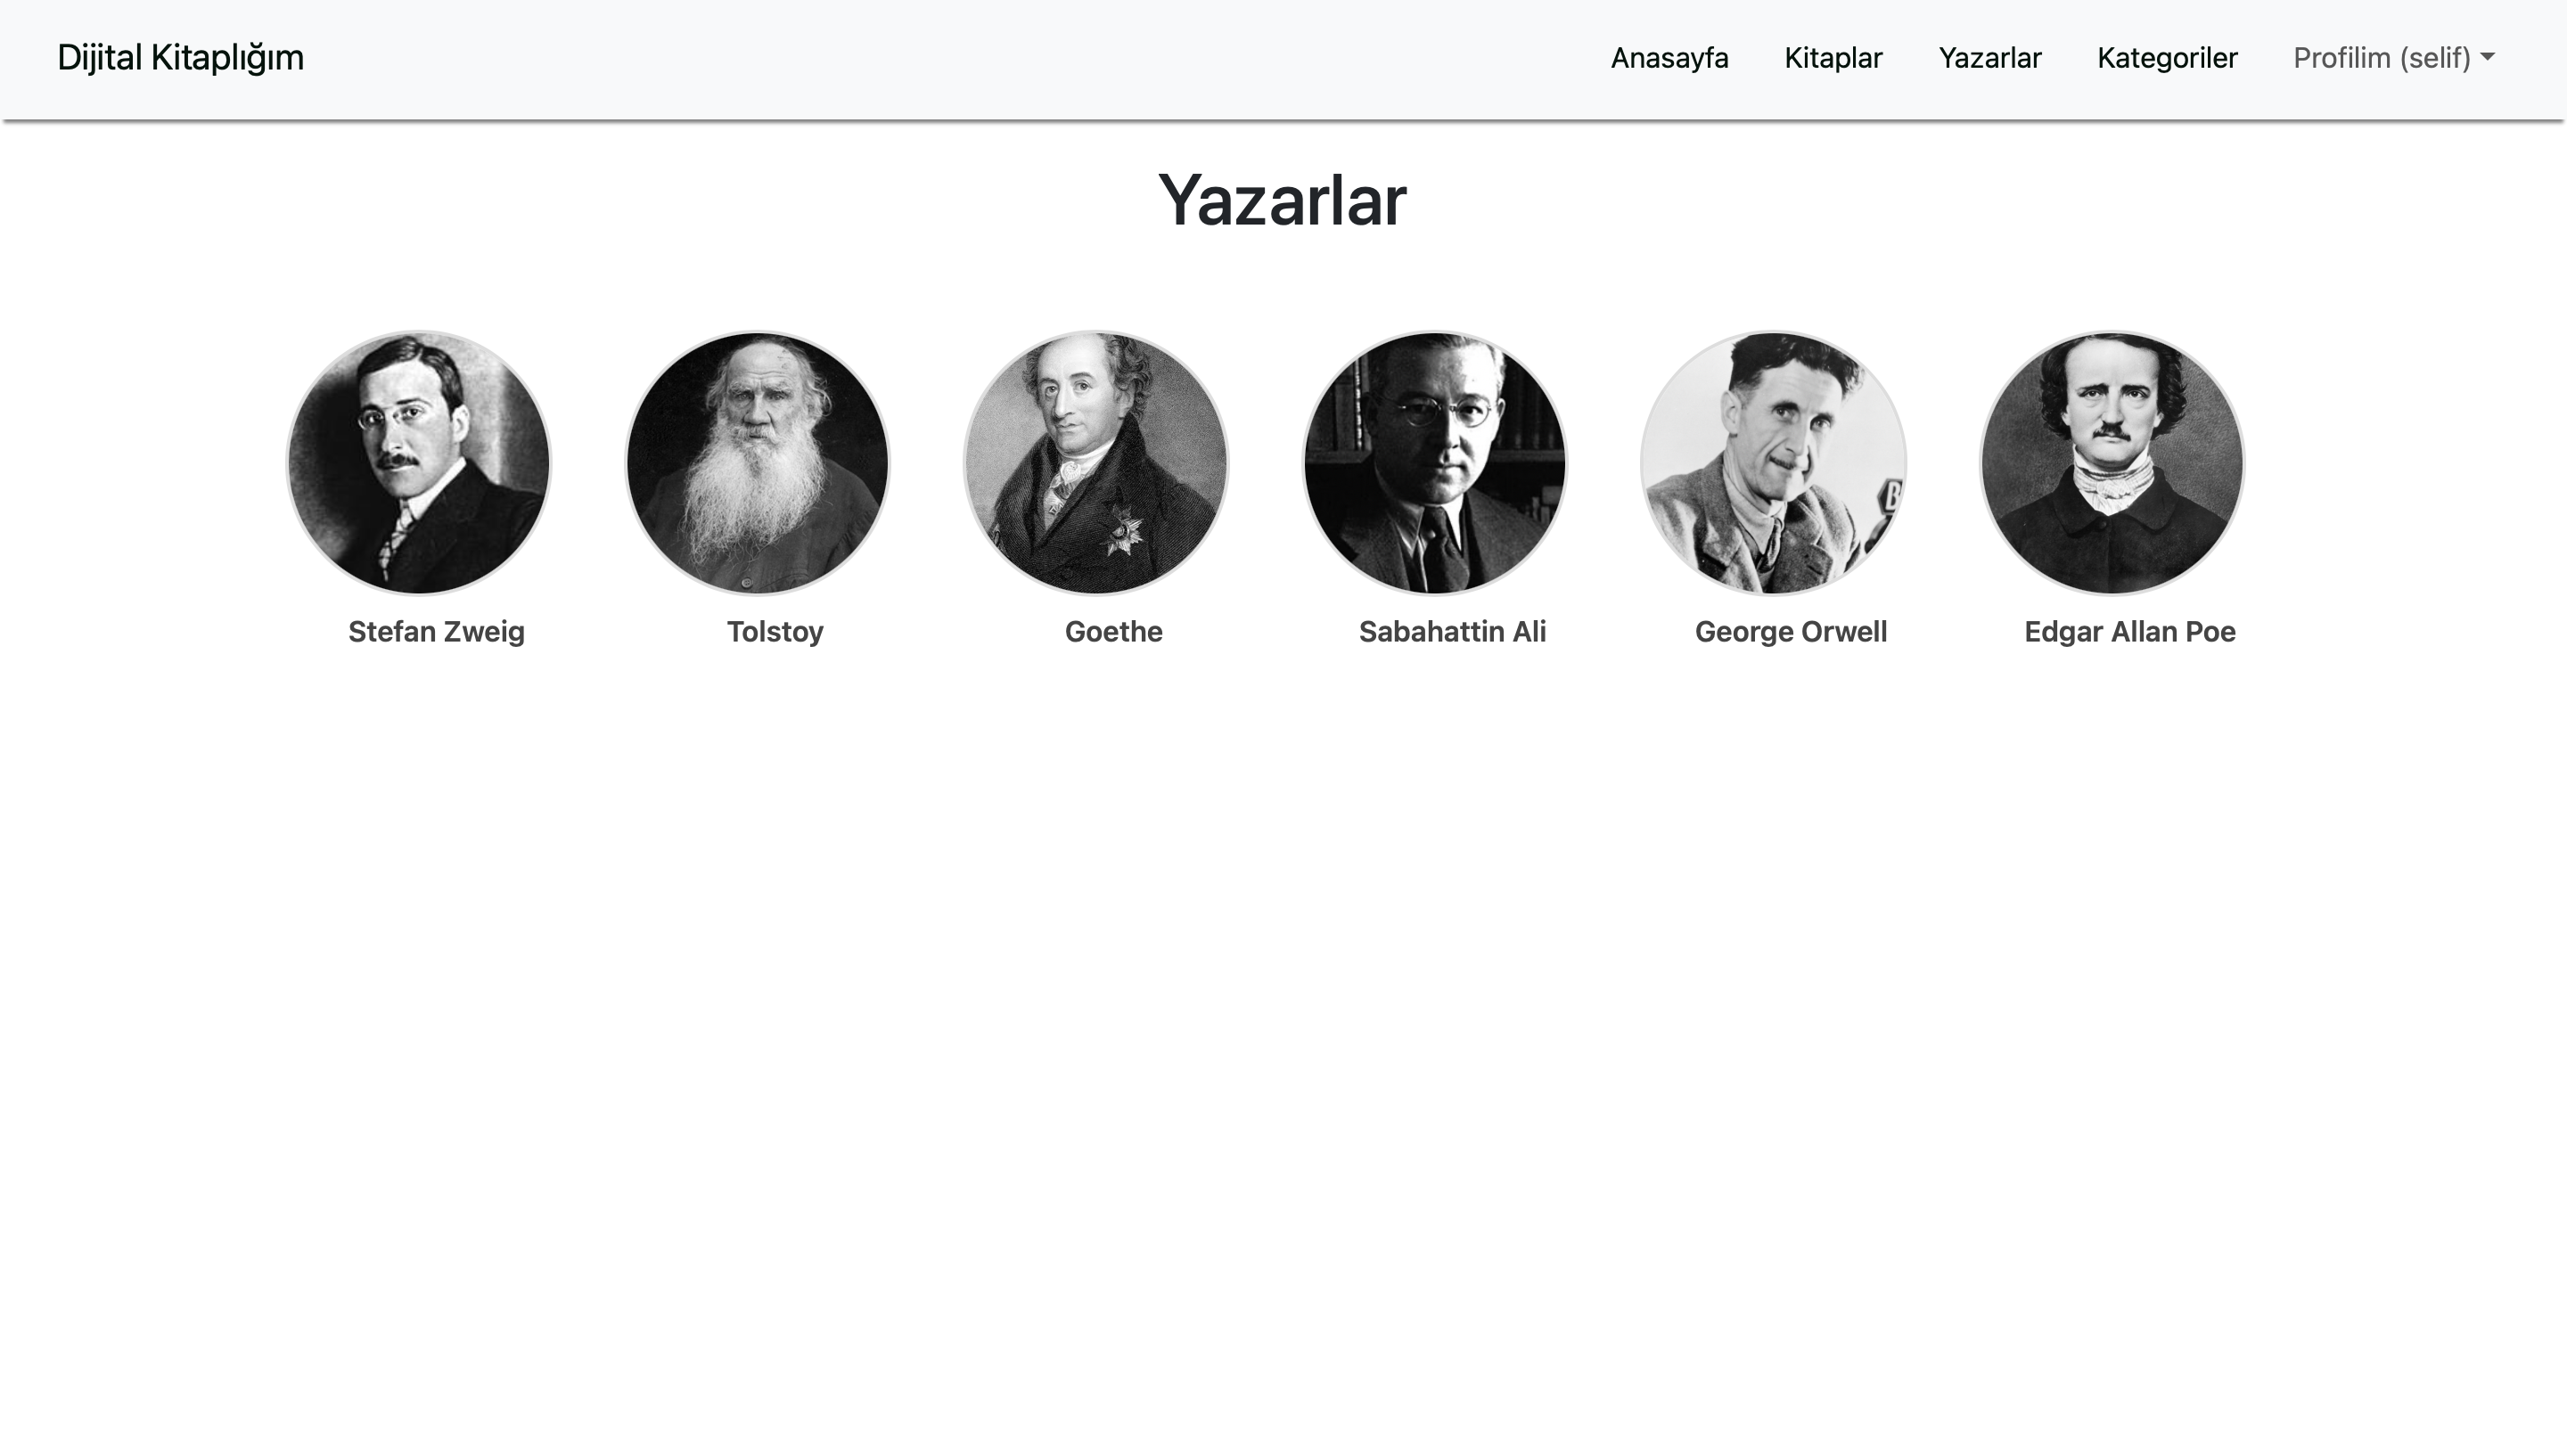 Dijital Kitaplığım
Anasayfa Kitaplar Yazarlar Kategoriler Profilim (selif)
Yazarlar
B
Stefan Zweig Tolstoy Goethe Sabahattin Ali George Orwell Edgar Allan Poe